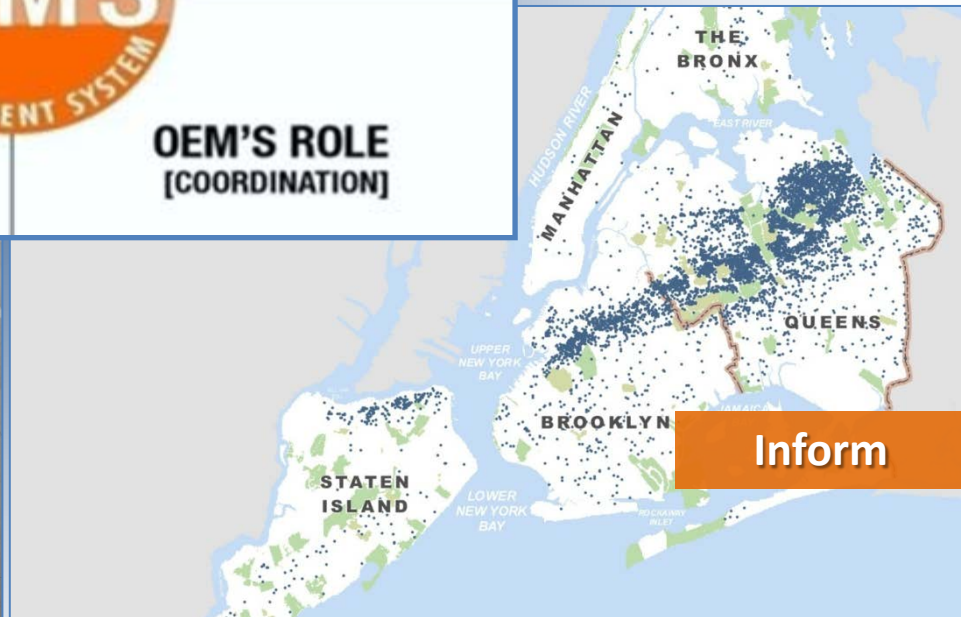 ENT SYSTEM
OEM'S ROLE
[COORDINATION]
THE
BRONX
HUDSON RIVER
EAST RIVER
MANHATTAN
QUEENS
UPPER
NEW YORK
BAY
BROOKLYN
JAMAICA
Inform
STATEN
ISLAND
LOWER
NEW YORK
BAY
ROCKAWAY
INLET